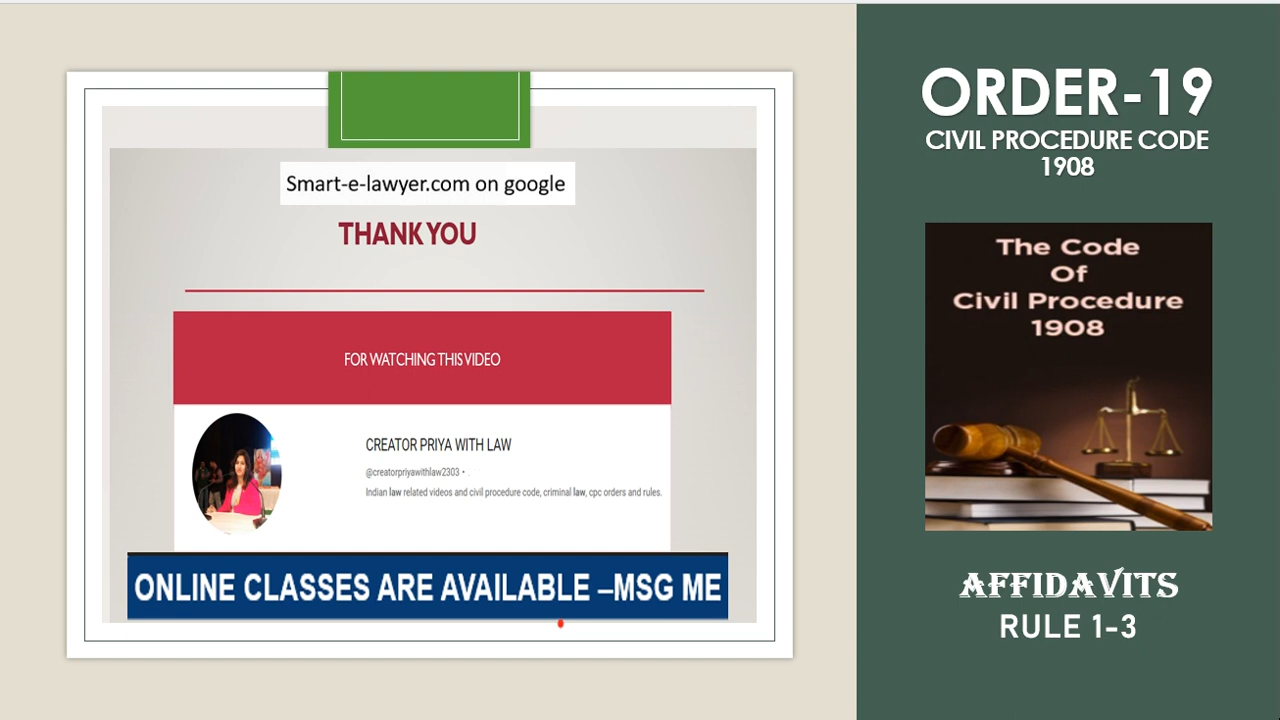 Smart-e-lawyer.com on google
THANK YOU
FOR WATCHING THIS VIDEO
CREATOR PRIYA WITH LAW
@creatorpriyawithlaw2303 •
Indian law related videos and civil procedure code, criminal law, cpc orders and rules.
ONLINE CLASSES ARE AVAILABLE –MSG ME
ORDER-19
CIVIL PROCEDURE CODE
1908
The Code
Of
Civil Procedure
1908
AFFIDAVITS
RULE 1-3